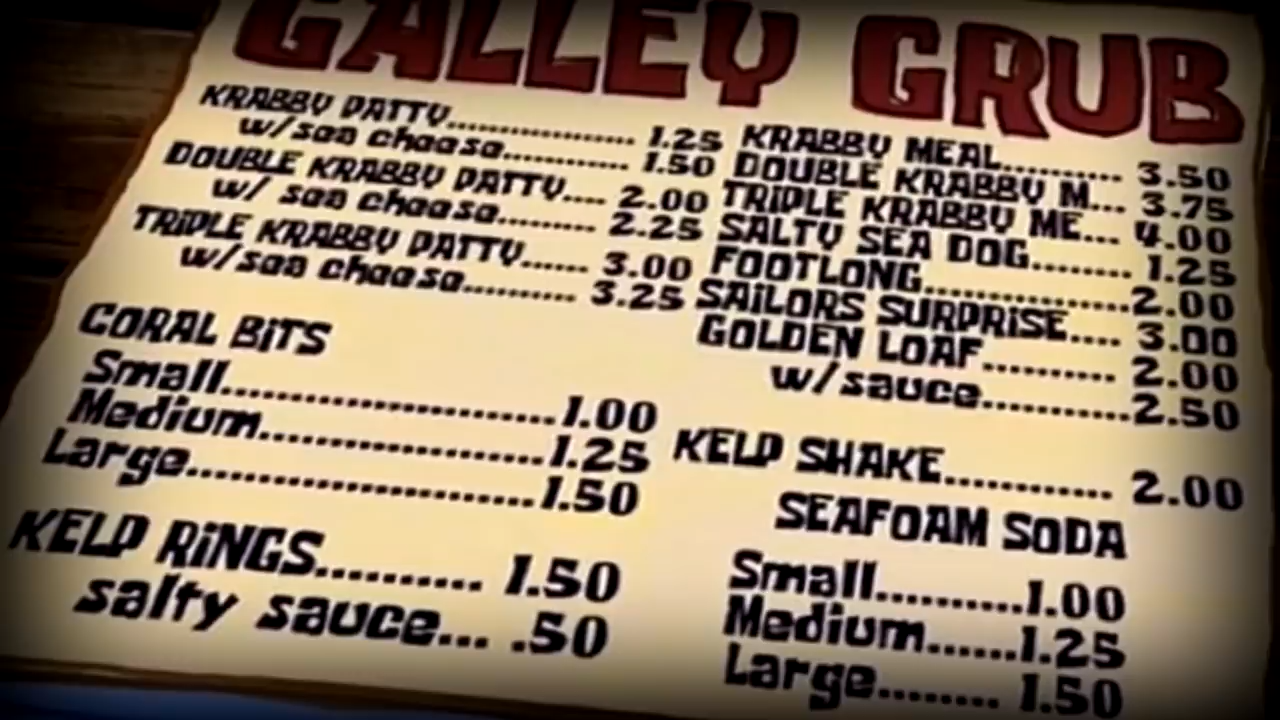 GALLEY GRUB
KRABBY PATTY.................... 1.25
w/sea cheese............ 1.50
DOUBLE KRABBY PATTY.... 2.00
w/ sea cheese......... 2.25
TRIPLE KRABBY PATTY...... 3.00
w/sea cheese.......... 3.25
CORAL BiTS
Small..............................1.00
Medium.........................1.25
Large..............................1.50
KELP RiNGS.......... 1.50
salty sauce... .50
KRABBY MEAL........... 3.50
DOUBLE KRABBY M... 3.75
TRIPLE KRABBY ME... 4.00
SALTY SEA DOG........ 1.25
FOOTLONG..................2.00
SAiLORS SURPRiSE.... 3.00
GOLDEN LOAF.......... 2.00
w/sauce.............2.50
KELP SHAKE............ 2.00
SEAFOAM SODA
Small..........1.00
Medium......1.25
Large........ 1.50